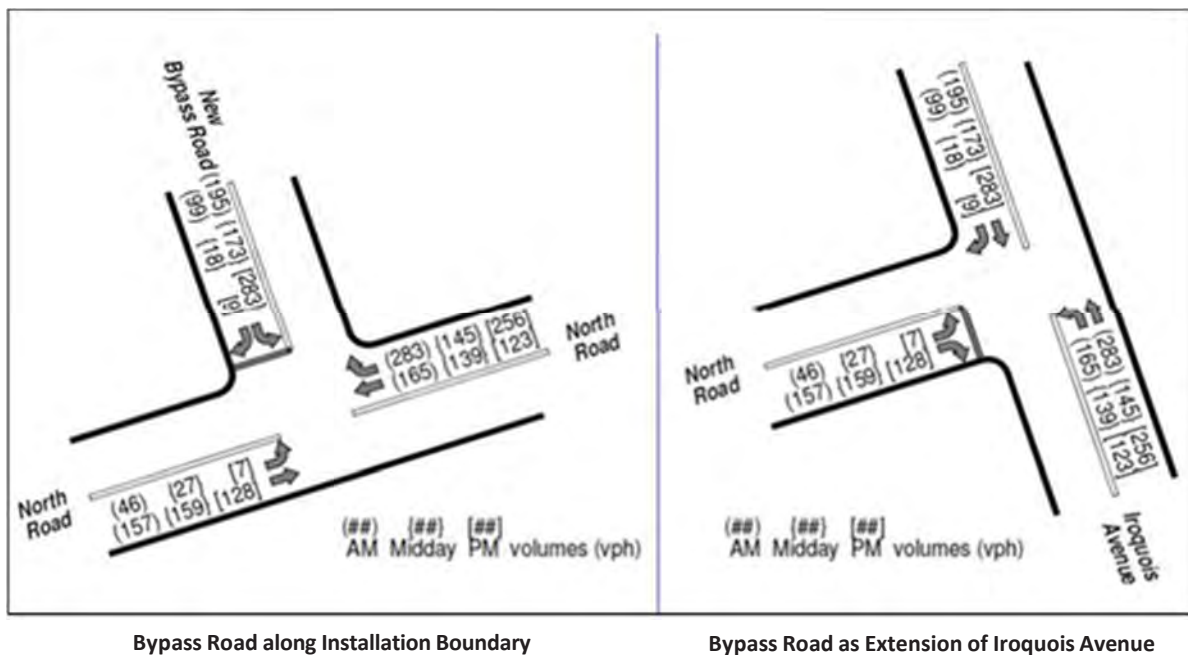 New
Bypass Road
(195) {173} [283]
(99) {18} [9]
(283) {145} [256]
(165) {139} [123]
North
Road
North
Road
(46) {27} [7]
(157) {159} [128]
(##) {##} [##]
AM Midday PM volumes (vph)
(195) {173} [283]
(99) {18} [9]
North
Road
(46) {27} [7]
(157) {159} [128]
(283) {145} [256]
(165) {139} [123]
Iroquois
Avenue
(##) {##} [##]
AM Midday PM volumes (vph)
Bypass Road along Installation Boundary
Bypass Road as Extension of Iroquois Avenue